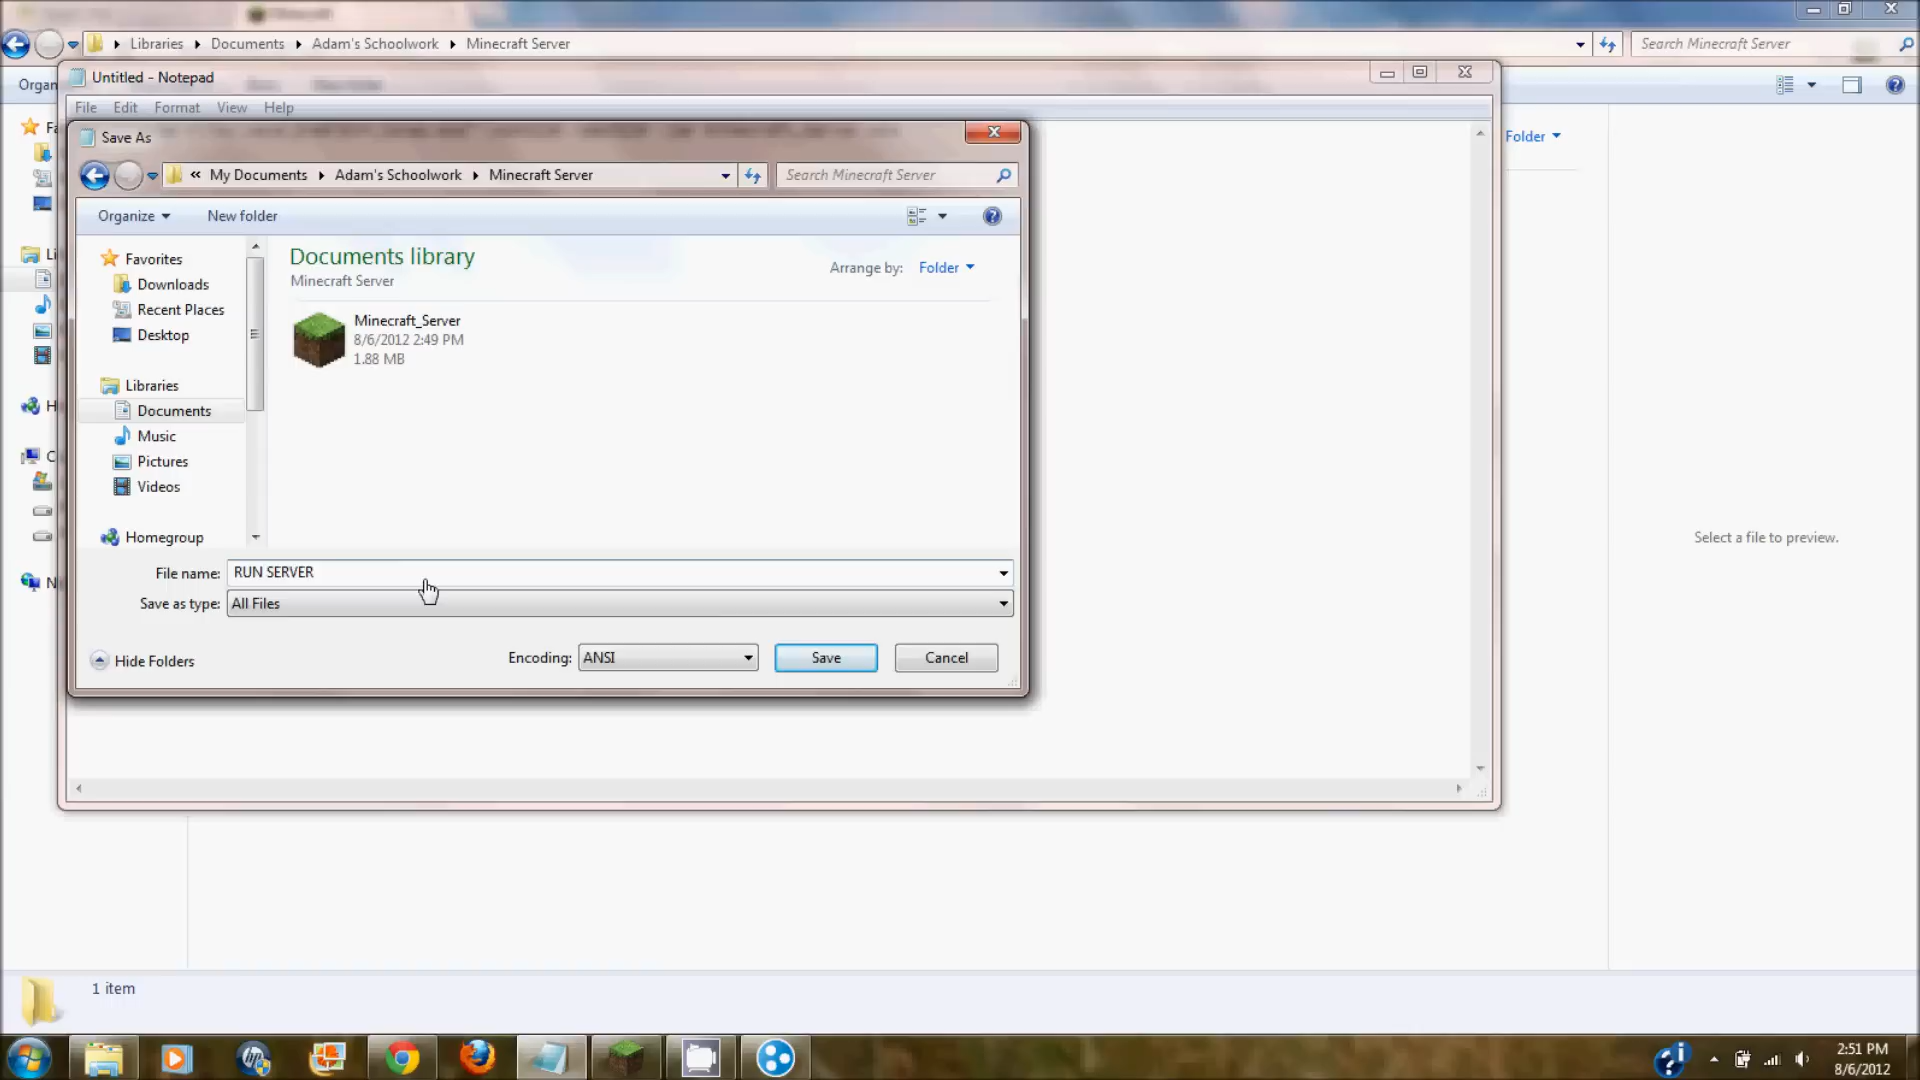 Libraries Documents Adam's Schoolwork Minecraft Server Search Minecraft Server
Untitled - Notepad
Organ
File Edit Format View Help
Save As
Fa
Folder
« My Documents Adam's Schoolwork Minecraft Server Search Minecraft Server
Organize New folder
Favorites
Downloads
Recent Places
Desktop
Libraries
Documents
Music
Pictures
Videos
Homegroup
Documents library
Minecraft Server
Arrange by: Folder
Minecraft_Server
8/6/2012 2:49 PM
1.88 MB
Li
H
C
N
Select a file to preview.
File name: RUN SERVER
Save as type: All Files
Hide Folders Encoding: ANSI Save Cancel
1 item
hp
2:51 PM
8/6/2012